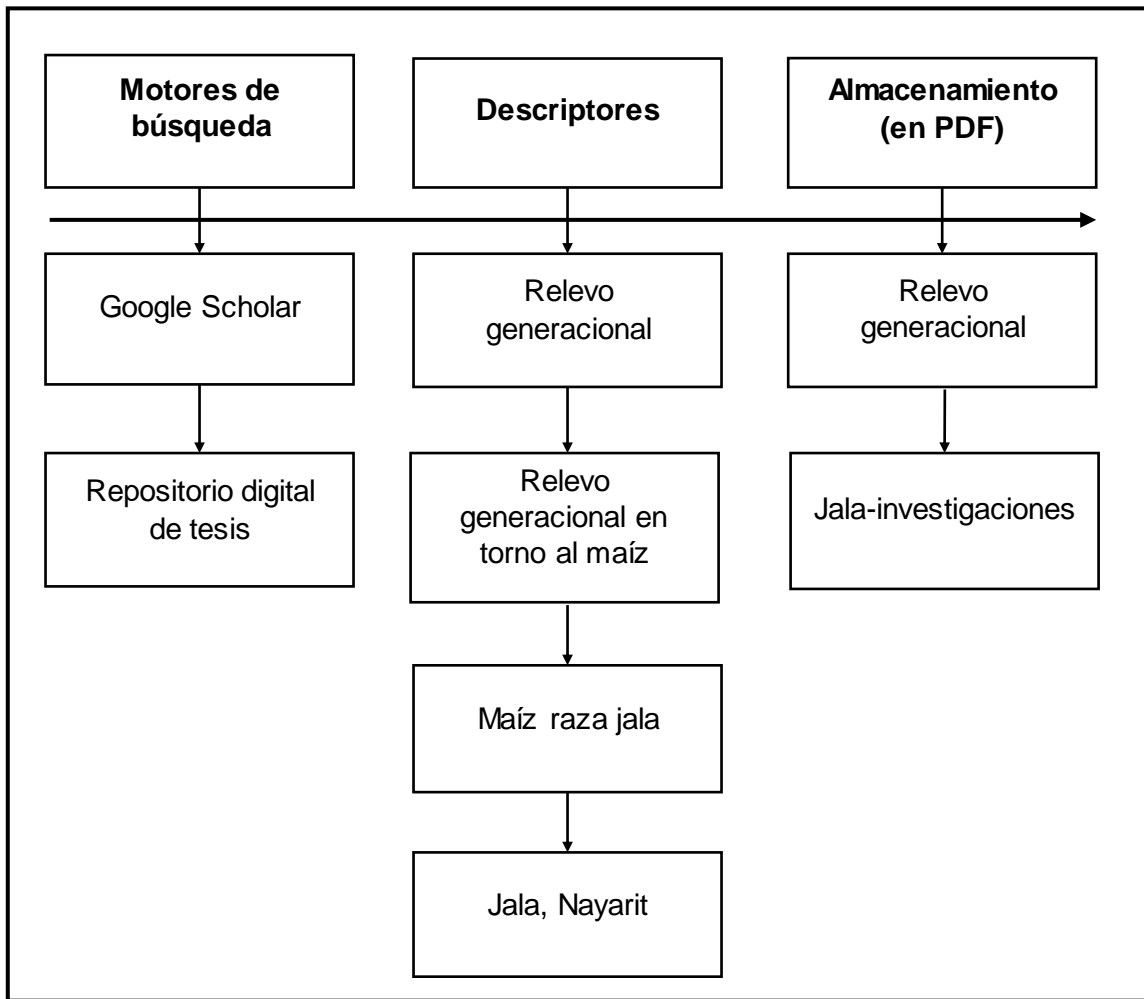 Motores de
búsqueda
Descriptores
Almacenamiento
(en PDF)
Google Scholar
Relevo
generacional
Relevo
generacional
Repositorio digital
de tesis
Relevo
generacional en
torno al maíz
Jala-investigaciones
Maíz raza jala
Jala, Nayarit